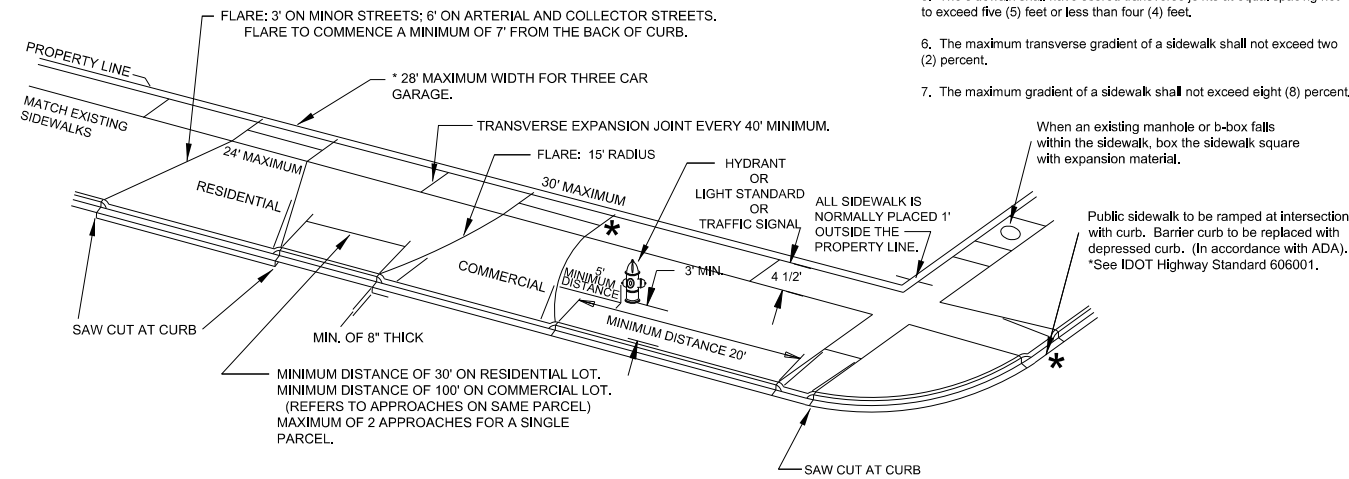 FLARE: 3' ON MINOR STREETS; 6' ON ARTERIAL AND COLLECTOR STREETS.
FLARE TO COMMENCE A MINIMUM OF 7' FROM THE BACK OF CURB.
to exceed five (5) feet or less than four (4) feet.
6. The maximum transverse gradient of a sidewalk shall not exceed two
(2) percent.
7. The maximum gradient of a sidewalk shall not exceed eight (8) percent.
PROPERTY LINE
* 28' MAXIMUM WIDTH FOR THREE CAR
GARAGE.
MATCH EXISTING
SIDEWALKS
TRANSVERSE EXPANSION JOINT EVERY 40' MINIMUM.
When an existing manhole or b-box falls
within the sidewalk, box the sidewalk square
with expansion material.
24' MAXIMUM
FLARE: 15' RADIUS
HYDRANT
OR
LIGHT STANDARD
OR
TRAFFIC SIGNAL
RESIDENTIAL
30' MAXIMUM
*
ALL SIDEWALK IS
NORMALLY PLACED 1'
OUTSIDE THE
PROPERTY LINE.
Public sidewalk to be ramped at intersection
with curb. Barrier curb to be replaced with
depressed curb. (In accordance with ADA).
*See IDOT Highway Standard 606001.
COMMERCIAL
5'
MINIMUM
DISTANCE
3' MIN.
4 1/2'
SAW CUT AT CURB
MIN. OF 8" THICK
MINIMUM DISTANCE 20'
*
MINIMUM DISTANCE OF 30' ON RESIDENTIAL LOT.
MINIMUM DISTANCE OF 100' ON COMMERCIAL LOT.
(REFERS TO APPROACHES ON SAME PARCEL)
MAXIMUM OF 2 APPROACHES FOR A SINGLE
PARCEL.
SAW CUT AT CURB